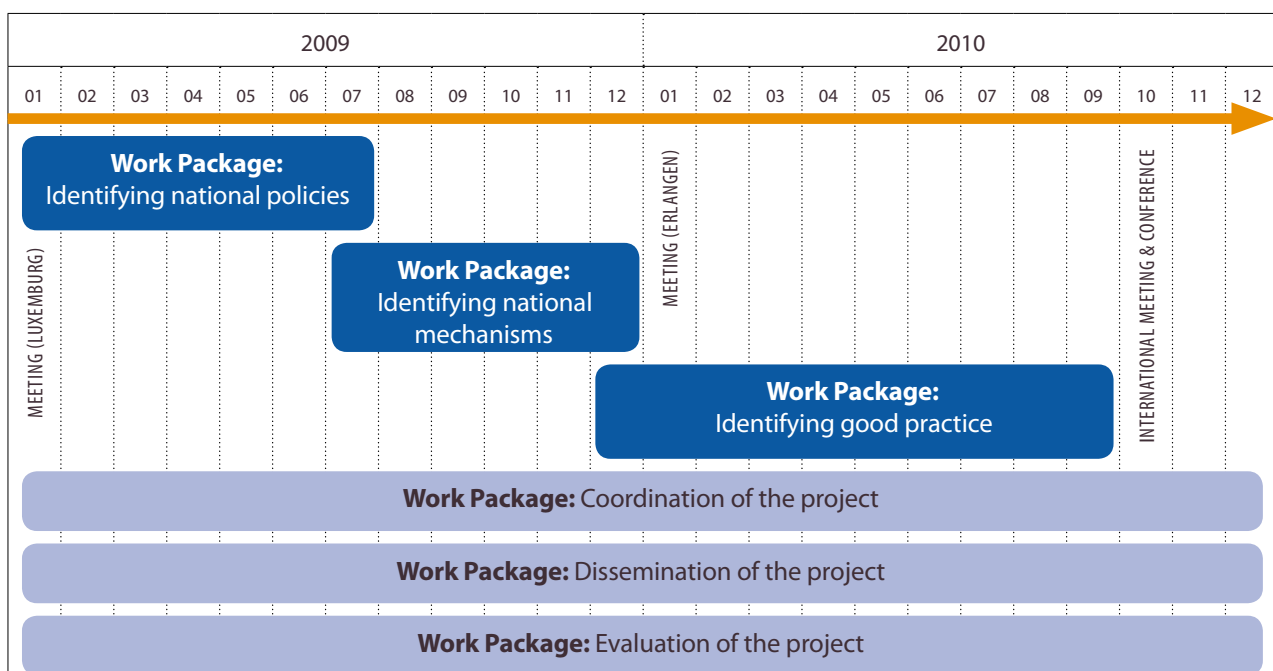 2009 2010
01 02 03 04 05 06 07 08 09 10 11 12 01 02 03 04 05 06 07 08 09 10 11 12
Work Package:
Identifying national policies
MEETING (LUXEMBURG)
Work Package:
Identifying national
mechanisms
MEETING (ERLANGEN)
Work Package:
Identifying good practice
INTERNATIONAL MEETING & CONFERENCE
Work Package: Coordination of the project
Work Package: Dissemination of the project
Work Package: Evaluation of the project